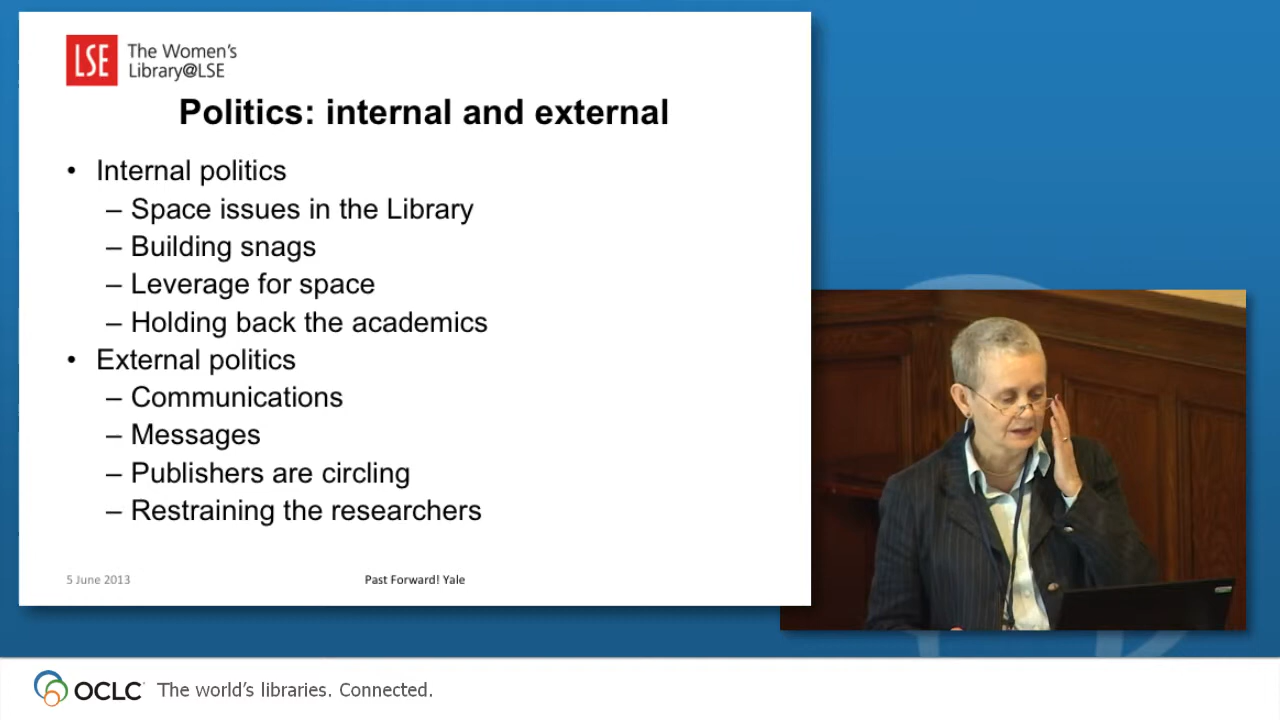 LSE
The Women's
Library@LSE
Politics: internal and external
• Internal politics
– Space issues in the Library
– Building snags
– Leverage for space
– Holding back the academics
• External politics
– Communications
– Messages
– Publishers are circling
– Restraining the researchers
5 June 2013
Past Forward! Yale
OCLC
The world's libraries. Connected.